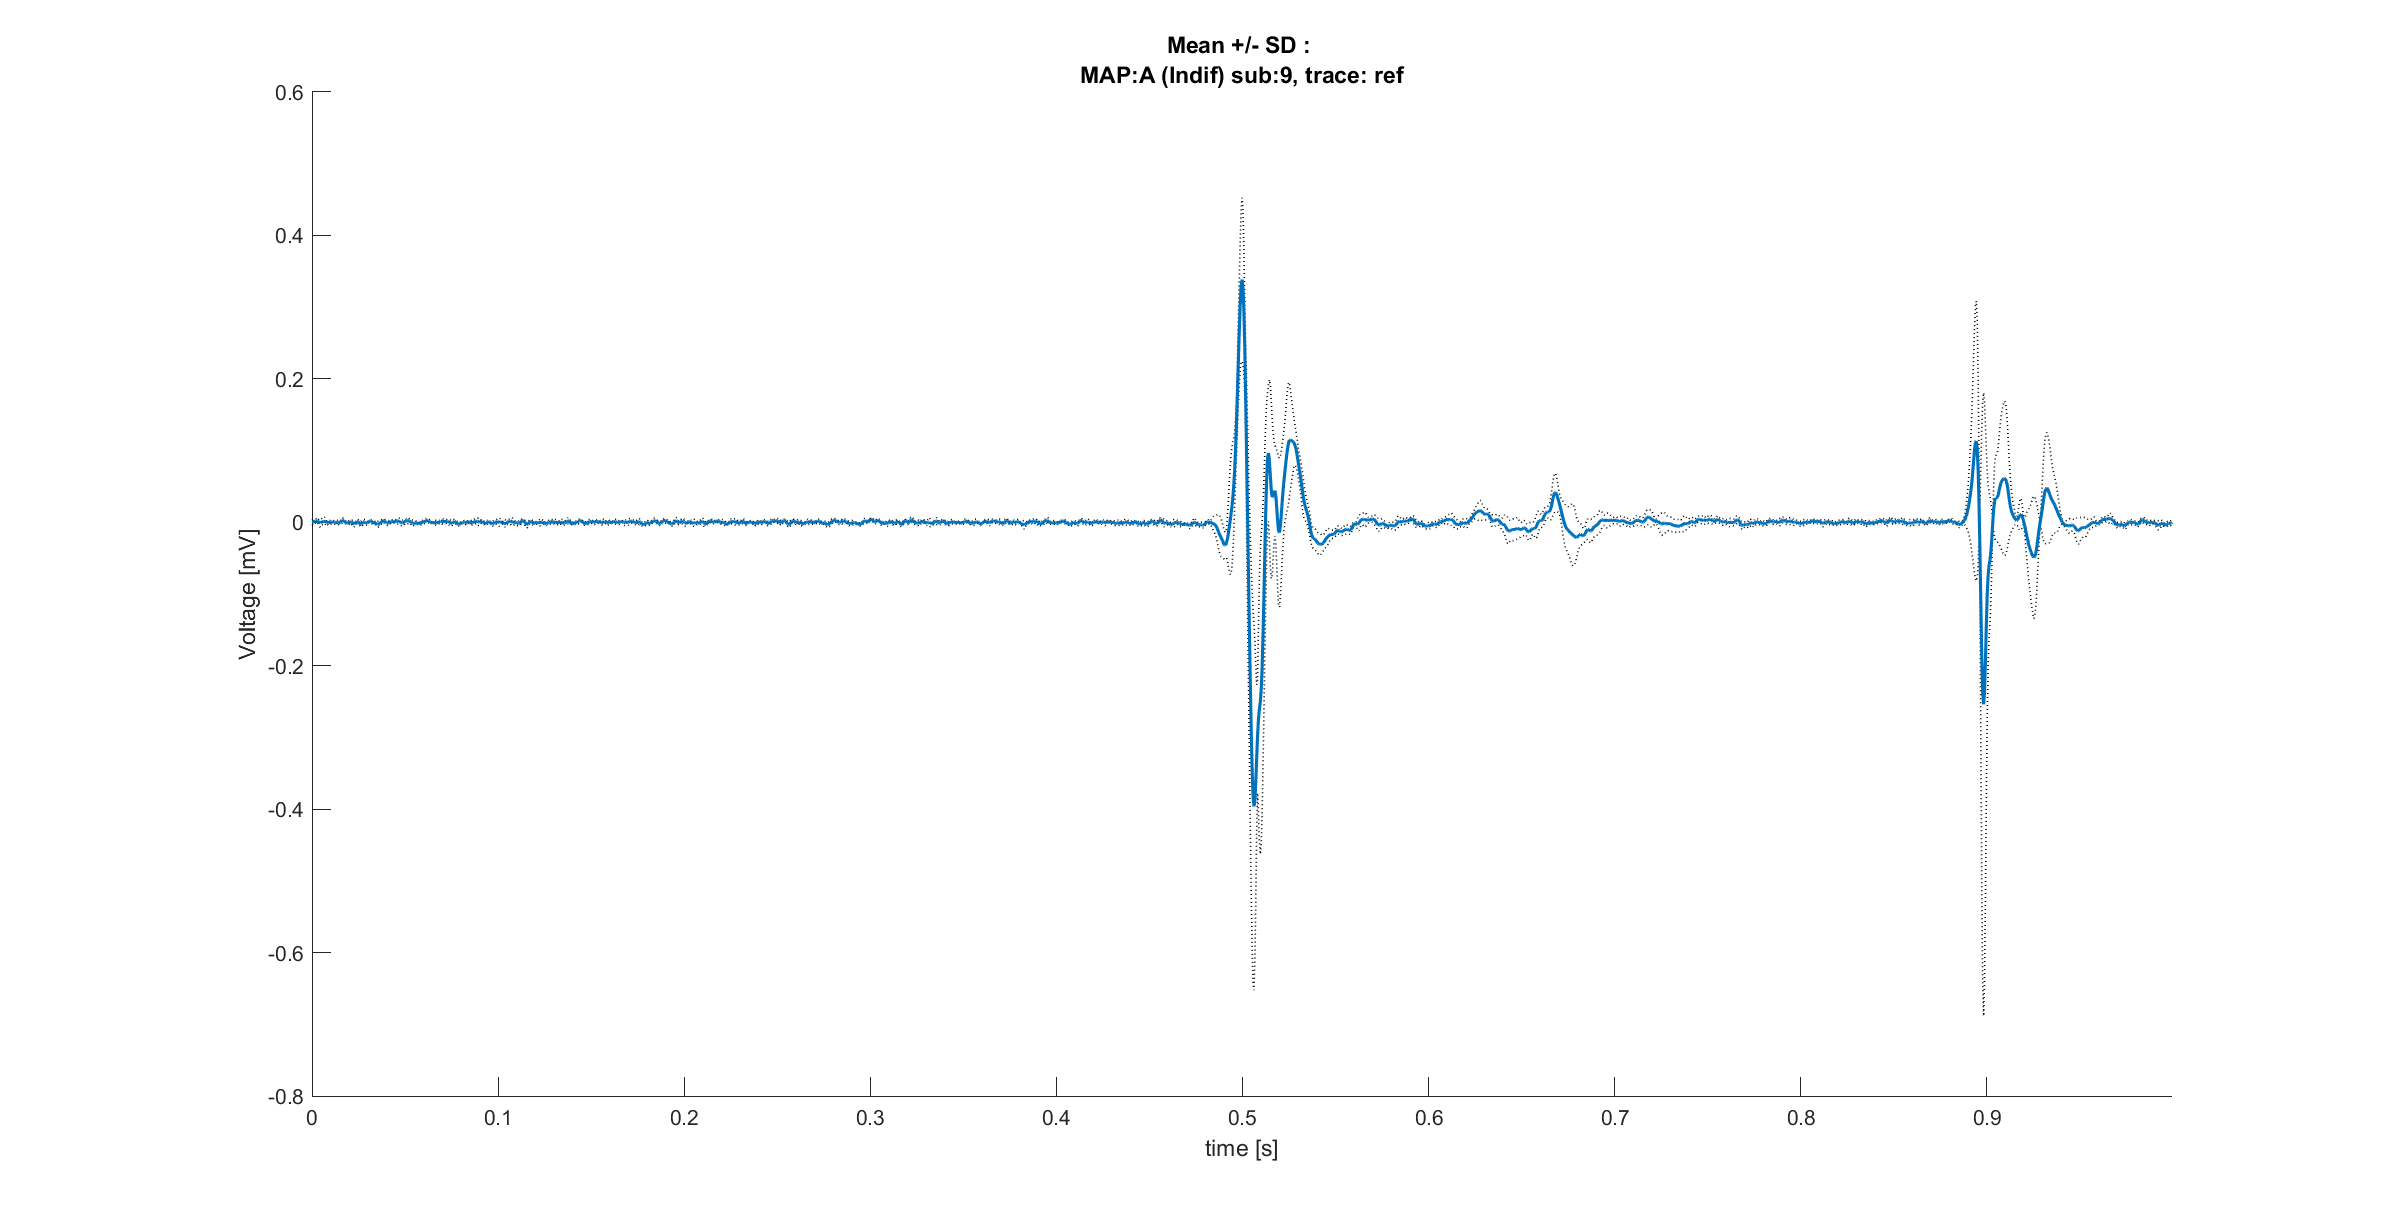 Mean +/- SD :
MAP:A (Indif) sub:9, trace: ref
0.6
0.4
0.2
0
-0.2
-0.4
-0.6
-0.8
Voltage [mV]
0 0.1 0.2 0.3 0.4 0.5 0.6 0.7 0.8 0.9
time [s]